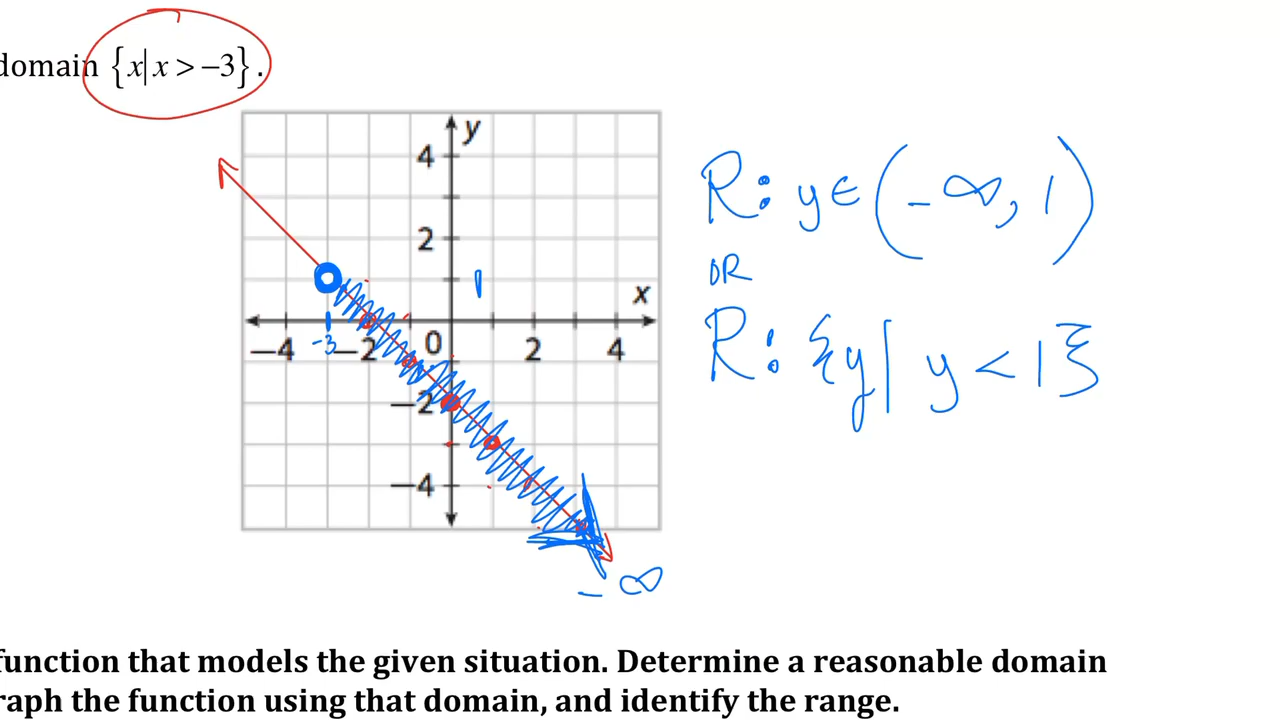 domain {x|x > −3}.
y
4
2
x
−4 −2 0 2 4
−3
−2
−4
1
−∞
R: y∈(−∞, 1)
OR
R: {y| y < 1}
function that models the given situation. Determine a reasonable domain
raph the function using that domain, and identify the range.